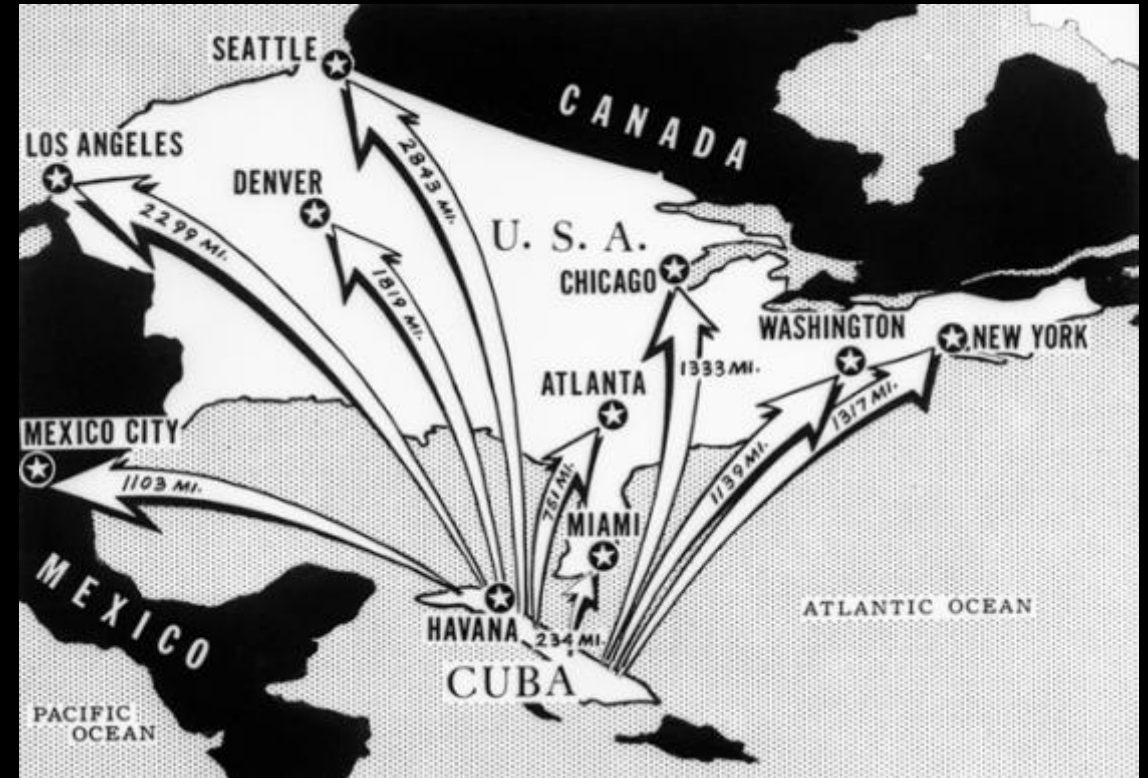 SEATTLE
CANADA
LOS ANGELES
2843 MI.
DENVER
2299 MI.
U. S. A.
CHICAGO
1819 MI.
WASHINGTON
NEW YORK
1333 MI.
ATLANTA
1317 MI.
MEXICO CITY
1139 MI.
1103 MI.
751 MI.
MIAMI
MEXICO
HAVANA
234 MI.
ATLANTIC OCEAN
CUBA
PACIFIC
OCEAN